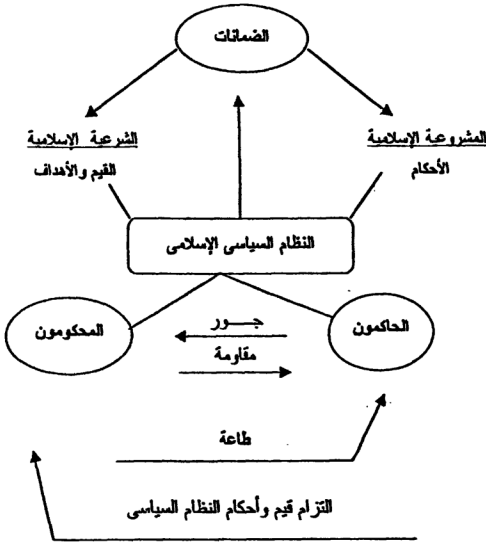 الضمانات
المشروعية الإسلامية
الشرعية الإسلامية
الأحكام
القيم والأهداف
النظام السياسى الإسلامى
الحاكمون
المحكومون
جـــور
مقاومة
طاعة
التزام قيم وأحكام النظام السياسى